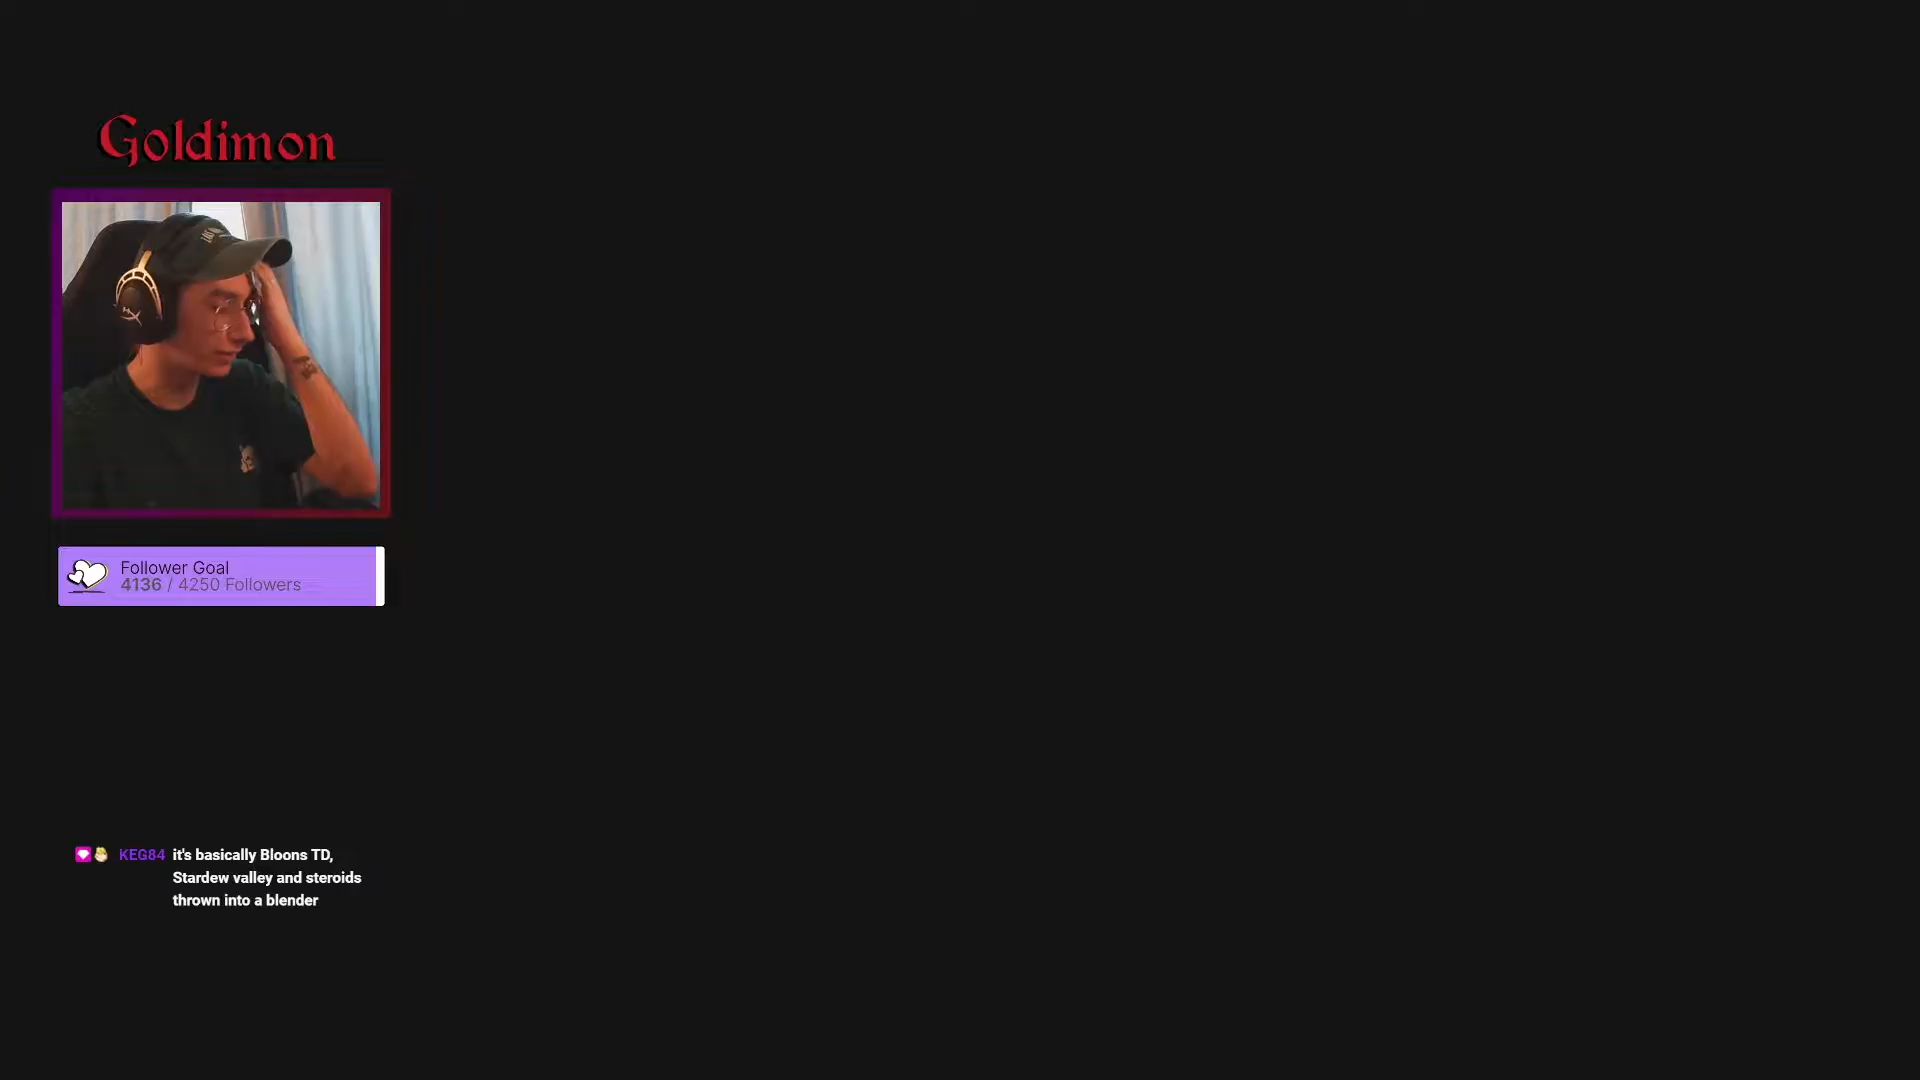 Goldimon
Follower Goal
4136 / 4250 Followers
KEG84 it's basically Bloons TD,
Stardew valley and steroids
thrown into a blender